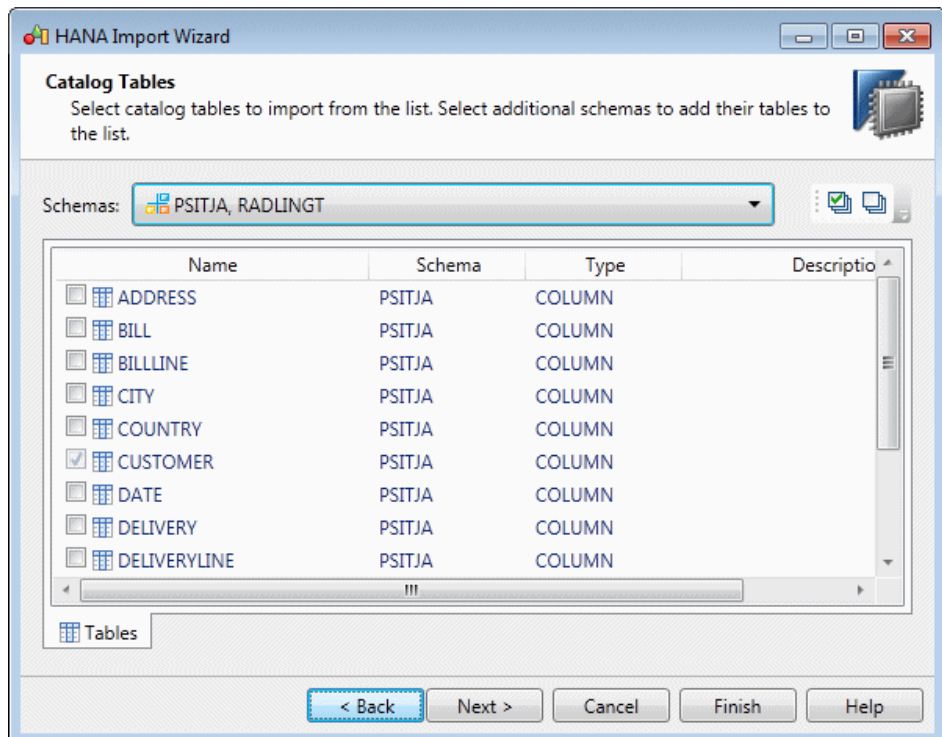 HANA Import Wizard
Catalog Tables
Select catalog tables to import from the list. Select additional schemas to add their tables to
the list.
Schemas: PSITJA, RADLINGT
Name Schema Type Descriptio
ADDRESS PSITJA COLUMN
BILL PSITJA COLUMN
BILLLINE PSITJA COLUMN
CITY PSITJA COLUMN
COUNTRY PSITJA COLUMN
CUSTOMER PSITJA COLUMN
DATE PSITJA COLUMN
DELIVERY PSITJA COLUMN
DELIVERYLINE PSITJA COLUMN
Tables
< Back Next > Cancel Finish Help